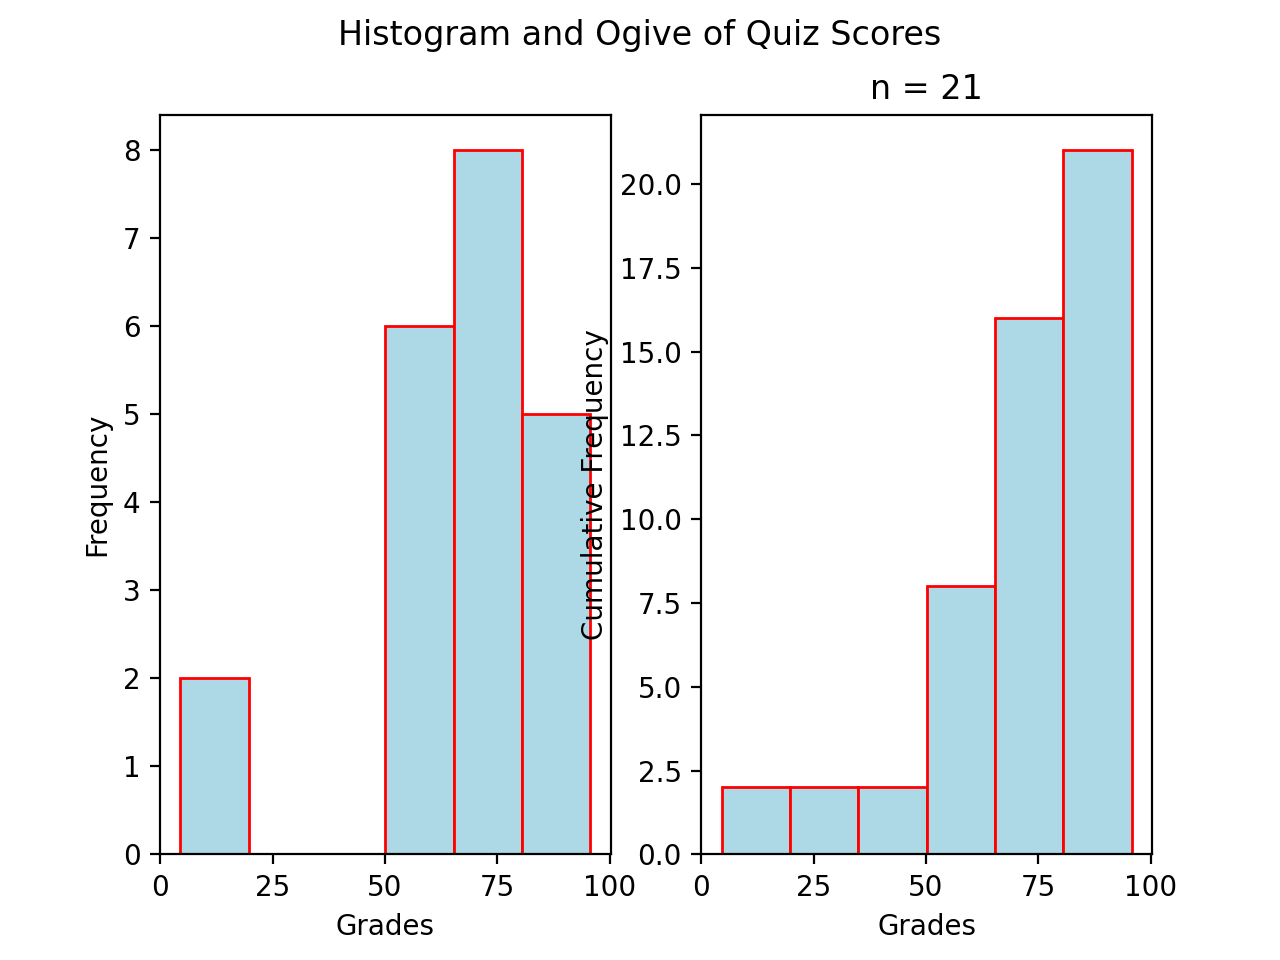 Histogram and Ogive of Quiz Scores
n = 21
8
7
6
5
4
3
2
1
0
Frequency
0 25 50 75 100
Grades
20.0
17.5
15.0
12.5
10.0
7.5
5.0
2.5
0.0
Cumulative Frequency
0 25 50 75 100
Grades